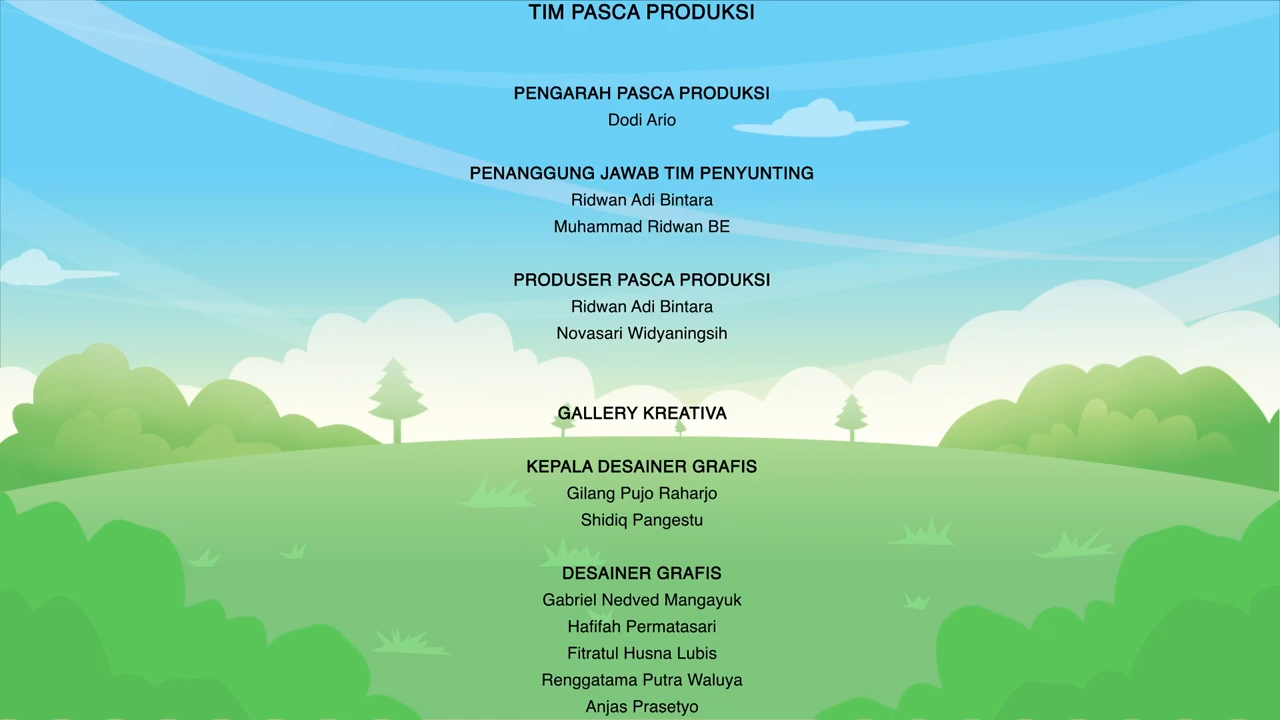 TIM PASCA PRODUKSI
PENGARAH PASCA PRODUKSI
Dodi Ario
PENANGGUNG JAWAB TIM PENYUNTING
Ridwan Adi Bintara
Muhammad Ridwan BE
PRODUSER PASCA PRODUKSI
Ridwan Adi Bintara
Novasari Widyaningsih
GALLERY KREATIVA
KEPALA DESAINER GRAFIS
Gilang Pujo Raharjo
Shidiq Pangestu
DESAINER GRAFIS
Gabriel Nedved Mangayuk
Hafifah Permatasari
Fitratul Husna Lubis
Renggatama Putra Waluya
Anjas Prasetyo